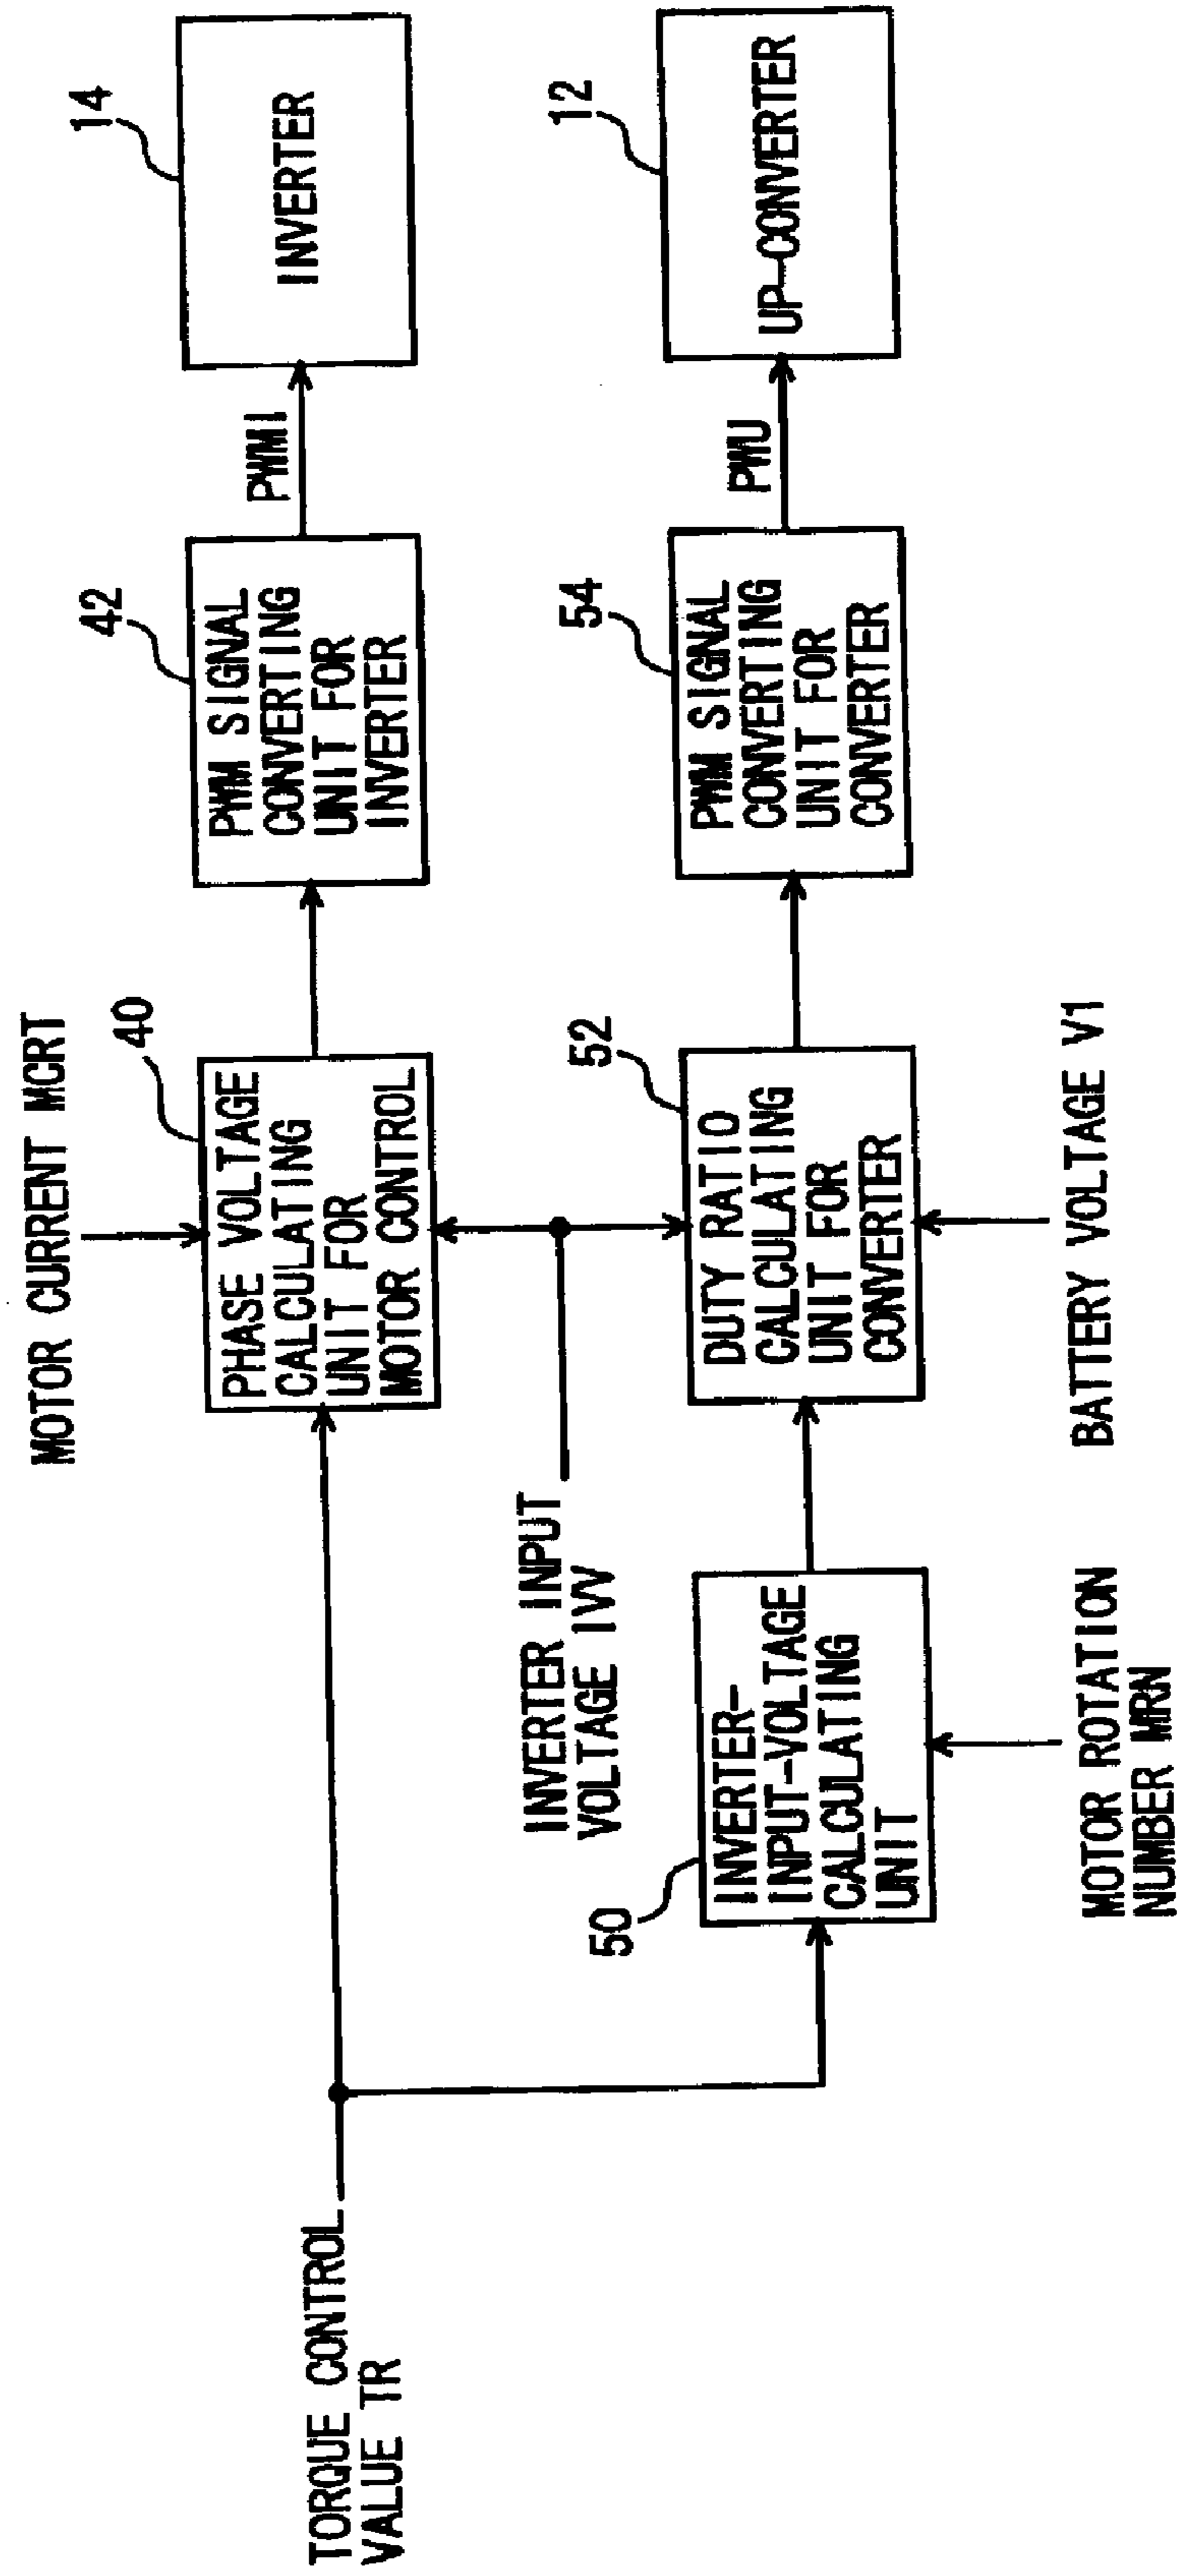 MOTOR CURRENT MCRT
40
42
14
PHASE VOLTAGE
CALCULATING
UNIT FOR
MOTOR CONTROL
PWM SIGNAL
CONVERTING
UNIT FOR
INVERTER
PWMI
INVERTER
TORQUE CONTROL
VALUE TR
INVERTER INPUT
VOLTAGE IVV
50
52
54
12
INVERTER-
INPUT-VOLTAGE
CALCULATING
UNIT
DUTY RATIO
CALCULATING
UNIT FOR
CONVERTER
PWM SIGNAL
CONVERTING
UNIT FOR
CONVERTER
PWU
UP-CONVERTER
MOTOR ROTATION
NUMBER MRN
BATTERY VOLTAGE V1